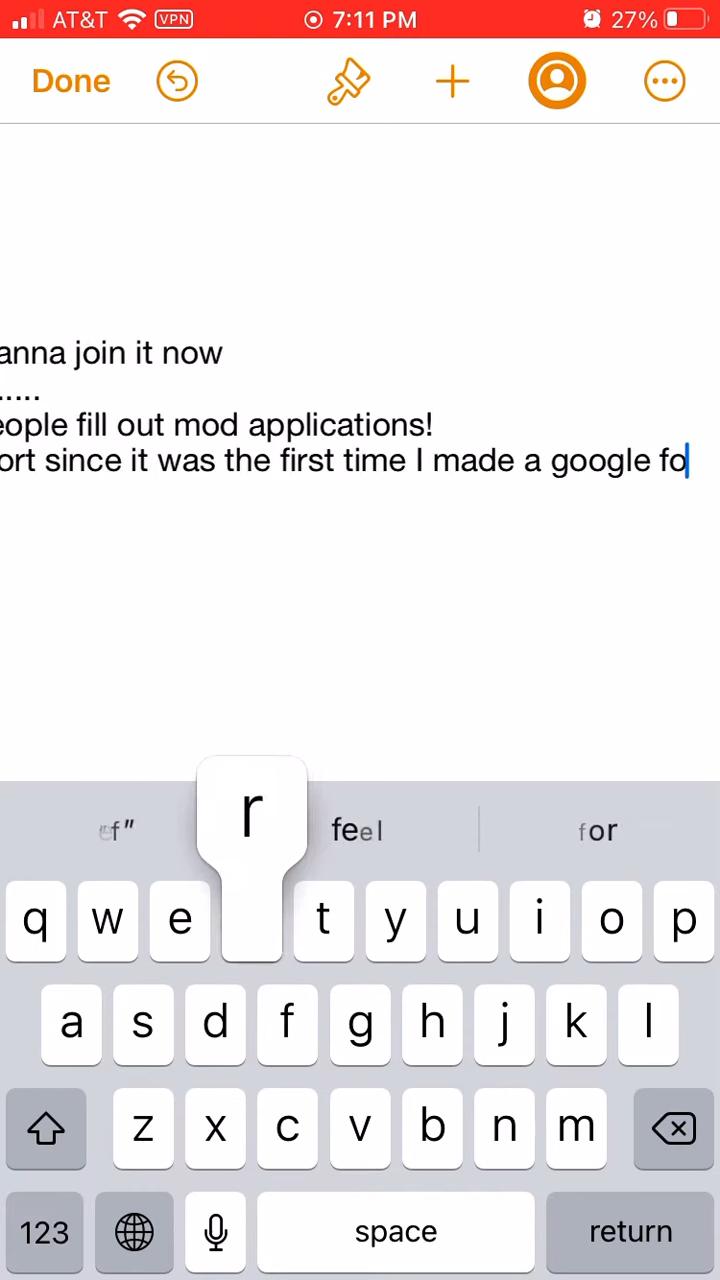 AT&T VPN 7:11 PM 27%
Done
anna join it now
.....
eople fill out mod applications!
ort since it was the first time I made a google fo
r
feel for
q w e t y u i o p
a s d f g h j k l
z x c v b n m
123 space return